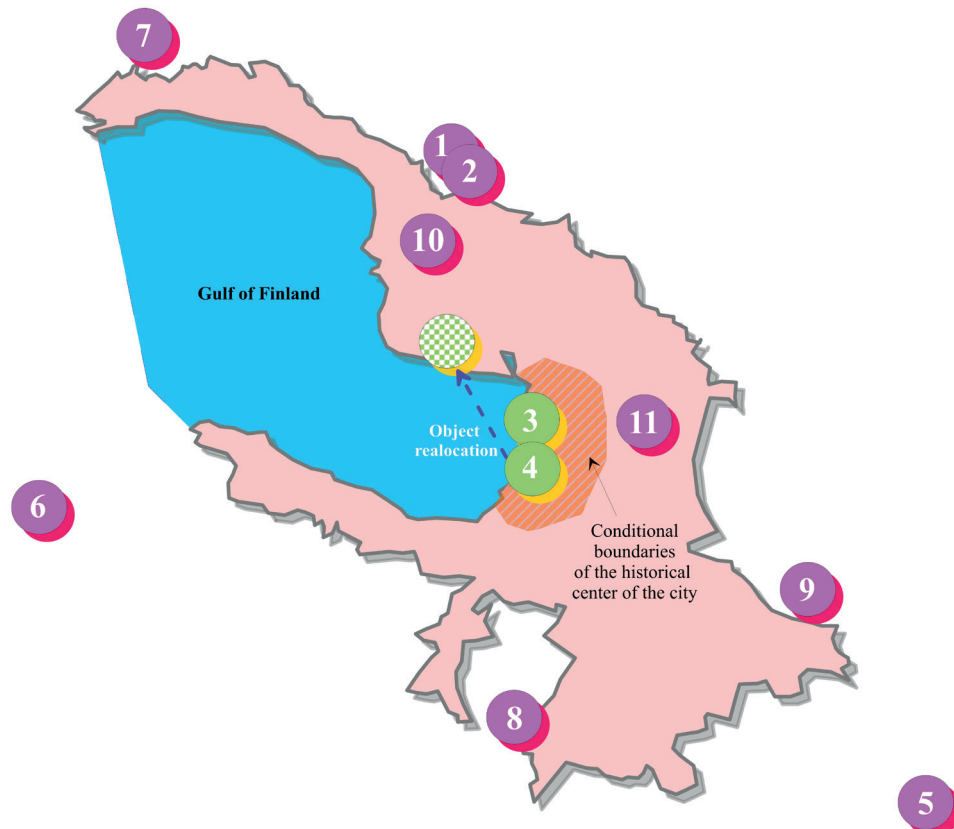 7
1
2
10
Gulf of Finland
3
11
Object
realocation
4
6
Conditional
boundaries
of the historical
center of the city
9
8
5